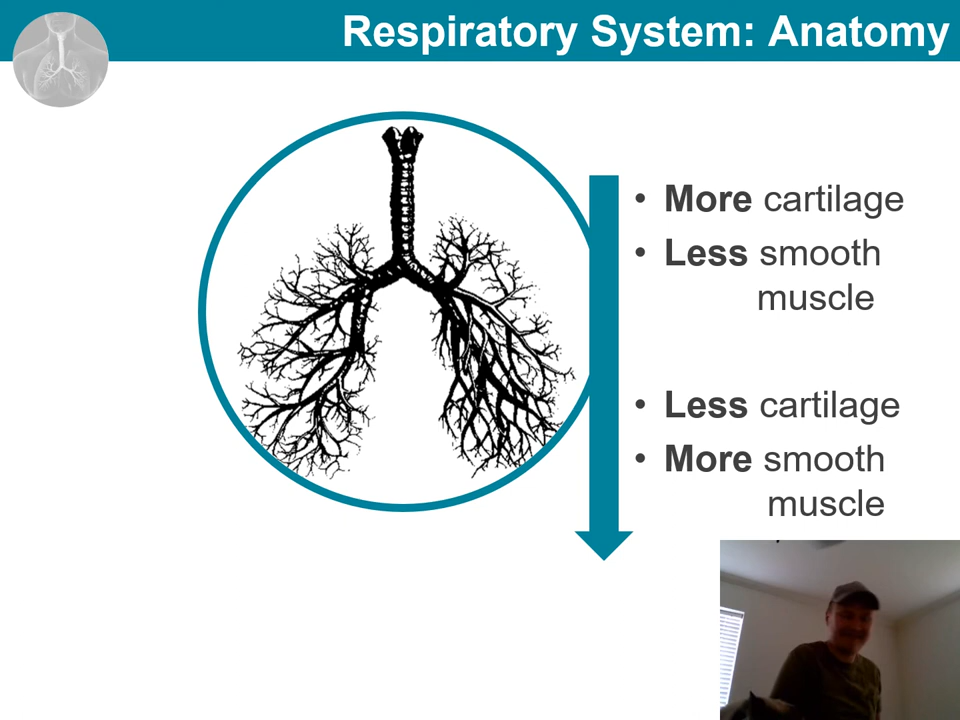 Respiratory System: Anatomy
• More cartilage
• Less smooth
muscle
• Less cartilage
• More smooth
muscle